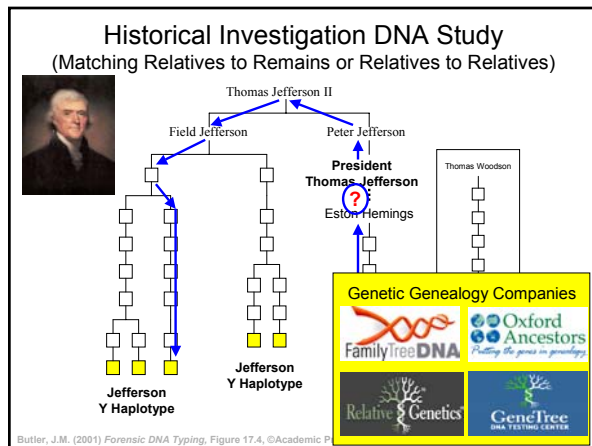 Historical Investigation DNA Study
(Matching Relatives to Remains or Relatives to Relatives)
Thomas Jefferson II
Field Jefferson
Peter Jefferson
President
Thomas Jefferson
?
Eston Hemings
Thomas Woodson
Genetic Genealogy Companies
FamilyTreeDNA
Oxford
Ancestors
Putting the genes in genealogy
Relative Genetics
GeneTree
DNA TESTING CENTER
Jefferson
Y Haplotype
Jefferson
Y Haplotype
Butler, J.M. (2001) Forensic DNA Typing, Figure 17.4, ©Academic